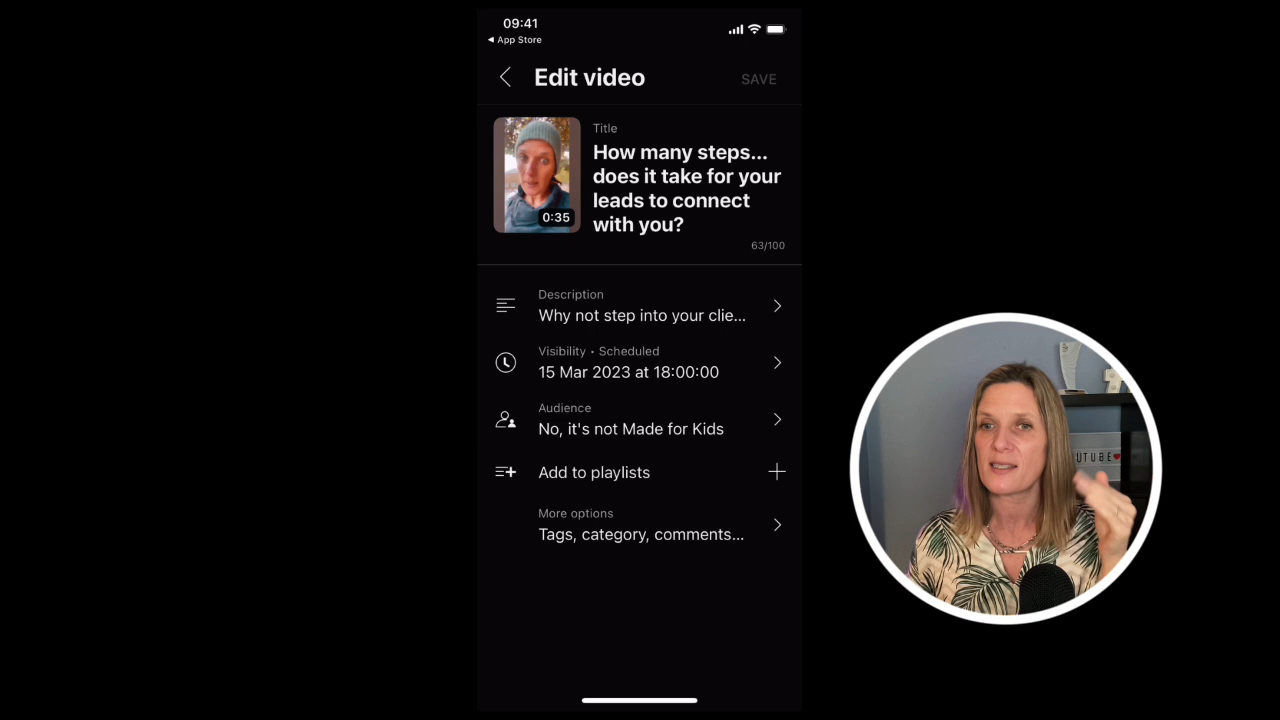 09:41
◀ App Store
Edit video
SAVE
0:35
Title
How many steps...
does it take for your
leads to connect
with you?
63/100
Description
Why not step into your clie...
Visibility • Scheduled
15 Mar 2023 at 18:00:00
Audience
No, it's not Made for Kids
Add to playlists
More options
Tags, category, comments...
UTUBE